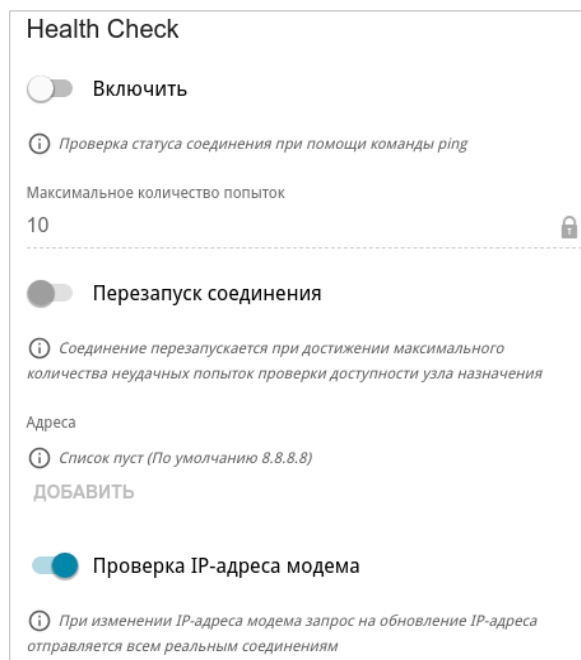 Health Check
Включить
Проверка статуса соединения при помощи команды ping
Максимальное количество попыток
10
Перезапуск соединения
Соединение перезапускается при достижении максимального
количества неудачных попыток проверки доступности узла назначения
Адреса
Список пуст (По умолчанию 8.8.8.8)
ДОБАВИТЬ
Проверка IP-адреса модема
При изменении IP-адреса модема запрос на обновление IP-адреса
отправляется всем реальным соединениям